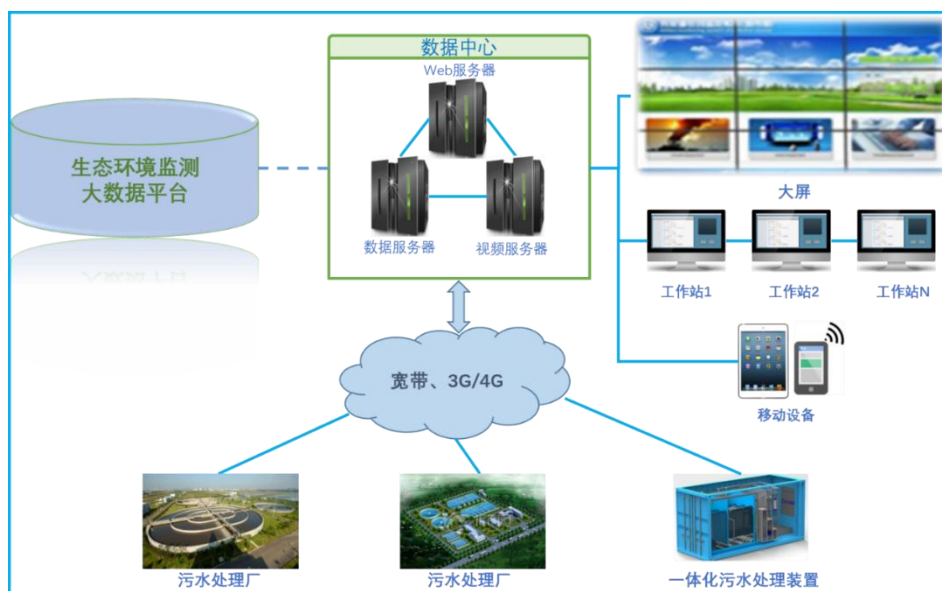 数据中心
Web服务器
生态环境监测
大数据平台
数据服务器
视频服务器
大屏
工作站1
工作站2
工作站N
宽带、3G/4G
移动设备
污水处理厂
污水处理厂
一体化污水处理装置